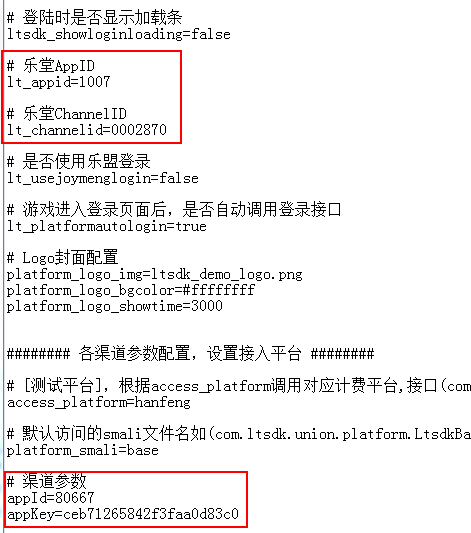 # 登陆时是否显示加载条
ltsdk_showloginloading=false
# 乐堂AppID
lt_appid=1007
# 乐堂ChannelID
lt_channelid=0002870
# 是否使用乐盟登录
lt_usejoymenglogin=false
# 游戏进入登录页面后，是否自动调用登录接口
lt_platformautologin=true
# Logo封面配置
platform_logo_img=ltsdk_demo_logo.png
platform_logo_bgcolor=#ffffffff
platform_logo_showtime=3000
######## 各渠道参数配置，设置接入平台 ########
# [测试平台]，根据access_platform调用对应计费平台,接口(com
access_platform=hanfeng
# 默认访问的smali文件名如(com.ltsdk.union.platform.LtsdkBa
platform_smali=base
# 渠道参数
appId=80667
appKey=ceb71265842f3faa0d83c0